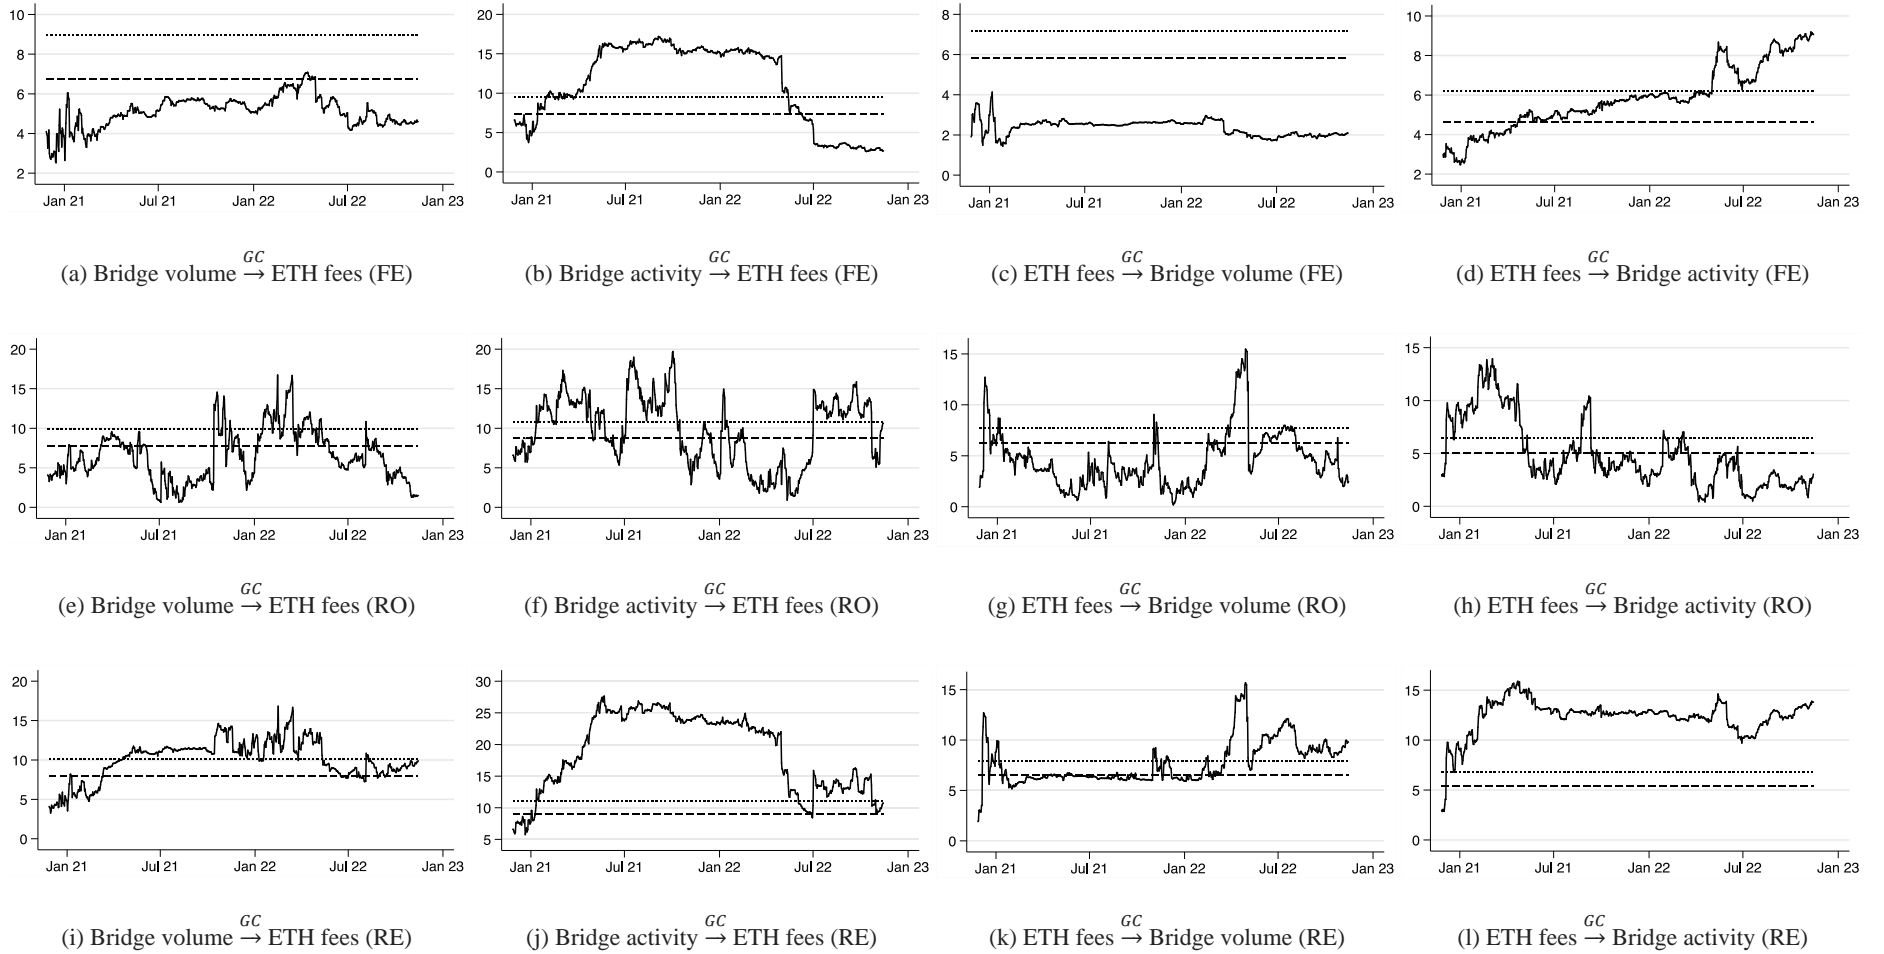 10
8
6
4
2
Jan 21
Jul 21
Jan 22
Jul 22
Jan 23
20
15
10
5
0
Jan 21
Jul 21
Jan 22
Jul 22
Jan 23
8
6
4
2
0
Jan 21
Jul 21
Jan 22
Jul 22
Jan 23
10
8
6
4
2
Jan 21
Jul 21
Jan 22
Jul 22
Jan 23
(a) Bridge volume GC→ ETH fees (FE)
(b) Bridge activity GC→ ETH fees (FE)
(c) ETH fees GC→ Bridge volume (FE)
(d) ETH fees GC→ Bridge activity (FE)
20
15
10
5
0
Jan 21
Jul 21
Jan 22
Jul 22
Jan 23
20
15
10
5
0
Jan 21
Jul 21
Jan 22
Jul 22
Jan 23
15
10
5
0
Jan 21
Jul 21
Jan 22
Jul 22
Jan 23
15
10
5
0
Jan 21
Jul 21
Jan 22
Jul 22
Jan 23
(e) Bridge volume GC→ ETH fees (RO)
(f) Bridge activity GC→ ETH fees (RO)
(g) ETH fees GC→ Bridge volume (RO)
(h) ETH fees GC→ Bridge activity (RO)
20
15
10
5
0
Jan 21
Jul 21
Jan 22
Jul 22
Jan 23
30
25
20
15
10
5
Jan 21
Jul 21
Jan 22
Jul 22
Jan 23
15
10
5
0
Jan 21
Jul 21
Jan 22
Jul 22
Jan 23
15
10
5
0
Jan 21
Jul 21
Jan 22
Jul 22
Jan 23
(i) Bridge volume GC→ ETH fees (RE)
(j) Bridge activity GC→ ETH fees (RE)
(k) ETH fees GC→ Bridge volume (RE)
(l) ETH fees GC→ Bridge activity (RE)